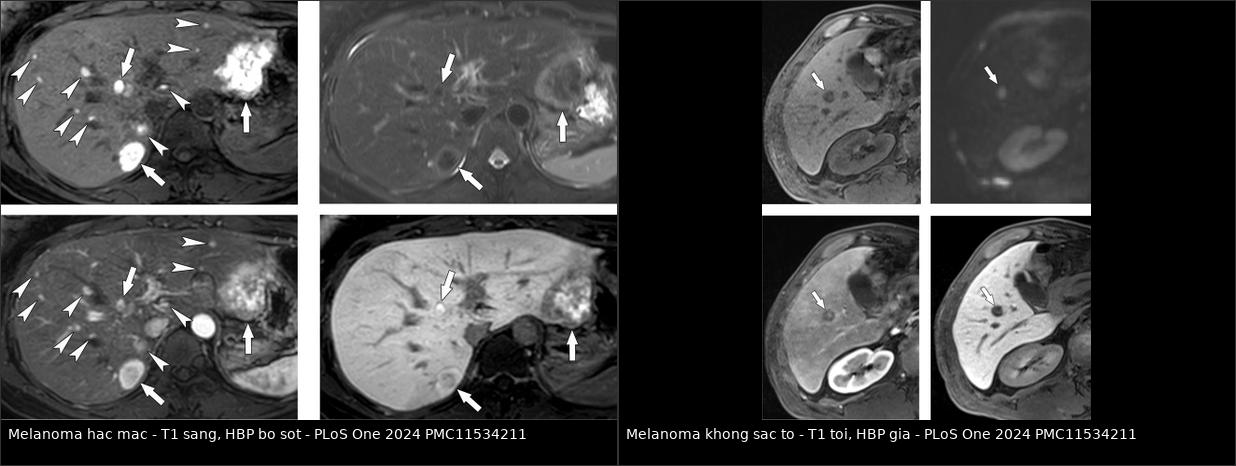 Melanoma hac mac - T1 sang, HBP bo sot - PLoS One 2024 PMC11534211
Melanoma khong sac to - T1 toi, HBP gia - PLoS One 2024 PMC11534211